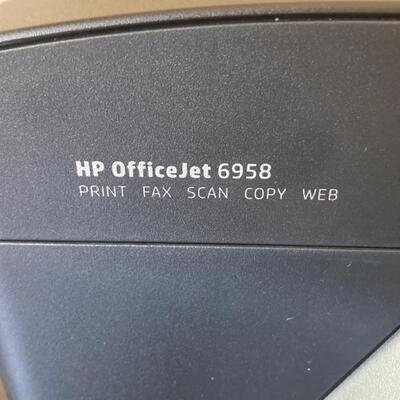 HP OfficeJet 6958
PRINT FAX SCAN COPY WEB